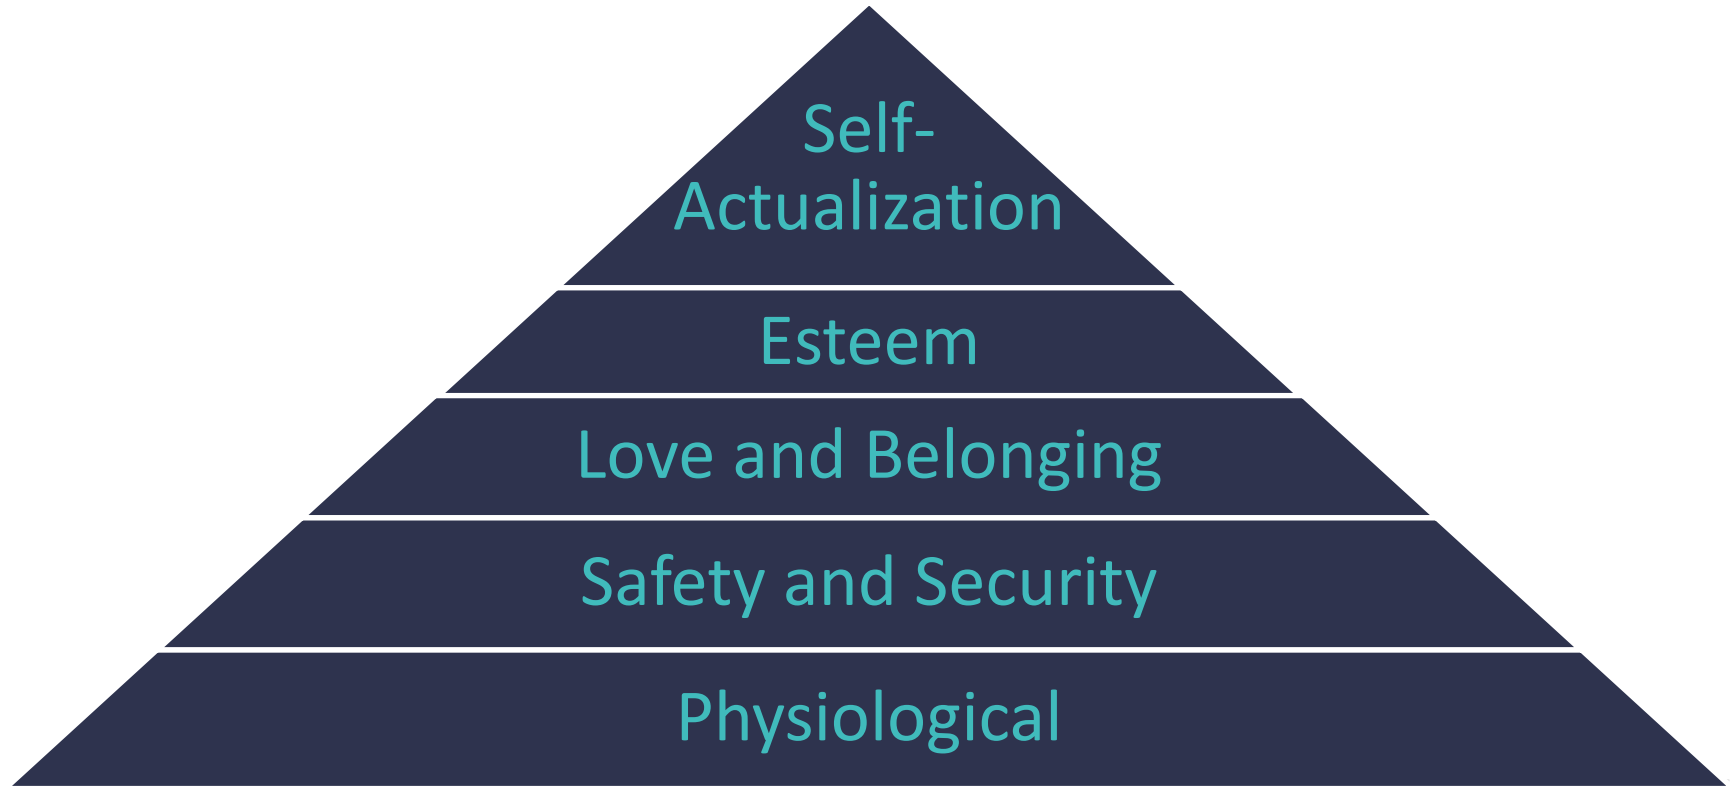 Self-
Actualization
Esteem
Love and Belonging
Safety and Security
Physiological